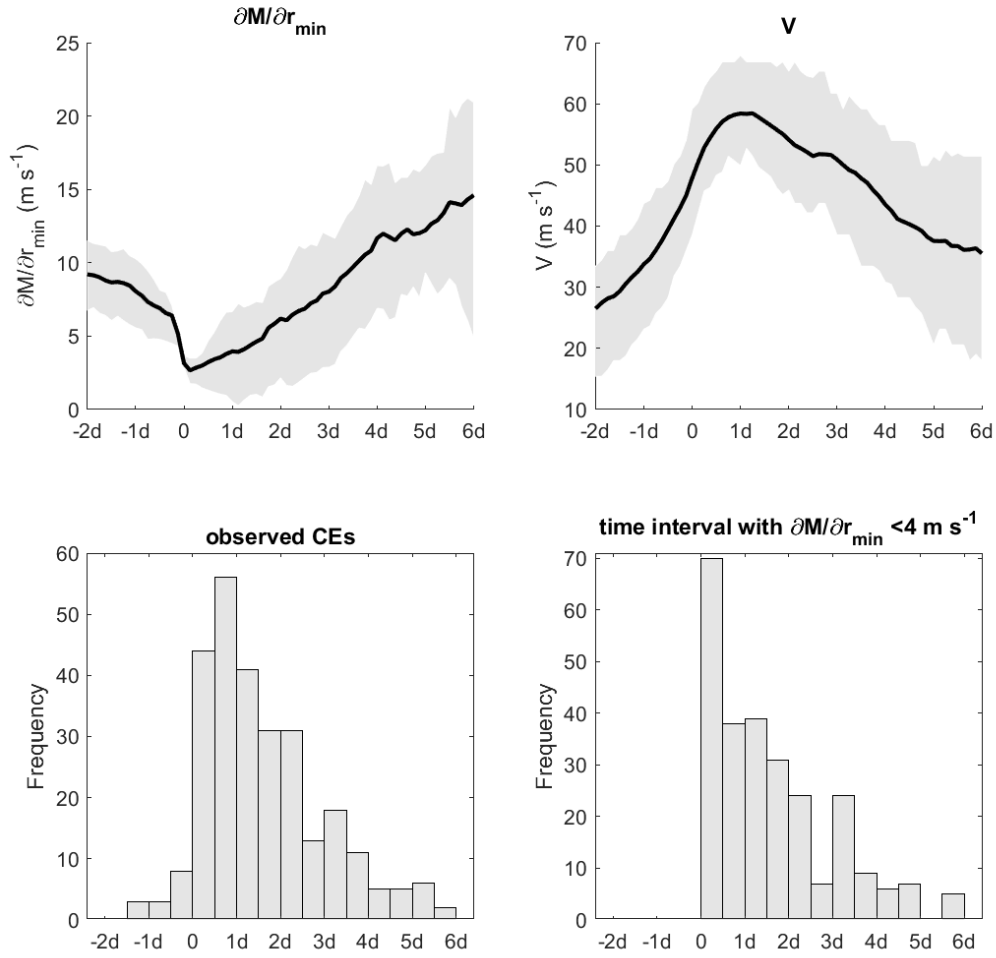 ∂M/∂r_min
∂M/∂r_min (m s⁻¹)
25
20
15
10
5
0
-2d -1d 0 1d 2d 3d 4d 5d 6d
V
V (m s⁻¹)
70
60
50
40
30
20
10
-2d -1d 0 1d 2d 3d 4d 5d 6d
observed CEs
Frequency
60
50
40
30
20
10
0
-2d -1d 0 1d 2d 3d 4d 5d 6d
time interval with ∂M/∂r_min <4 m s⁻¹
Frequency
70
60
50
40
30
20
10
0
-2d -1d 0 1d 2d 3d 4d 5d 6d